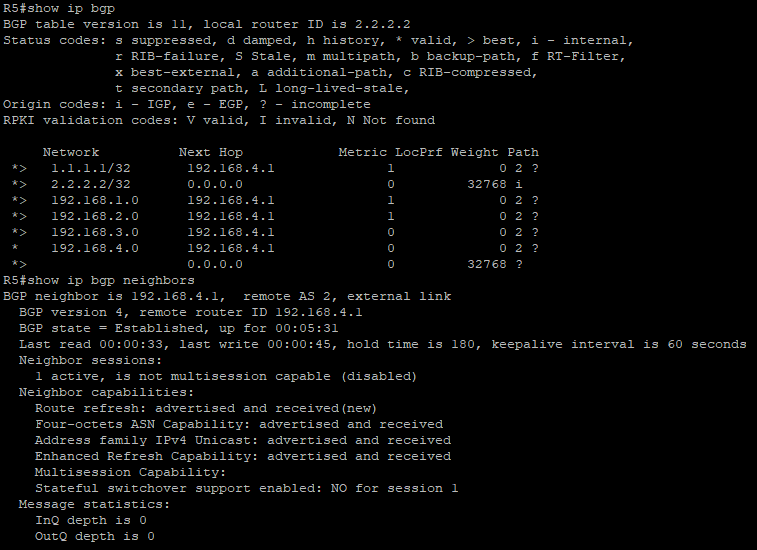 R5#show ip bgp
BGP table version is 11, local router ID is 2.2.2.2
Status codes: s suppressed, d damped, h history, * valid, > best, i - internal,
              r RIB-failure, S Stale, m multipath, b backup-path, f RT-Filter,
              x best-external, a additional-path, c RIB-compressed,
              t secondary path, L long-lived-stale,
Origin codes: i - IGP, e - EGP, ? - incomplete
RPKI validation codes: V valid, I invalid, N Not found

     Network          Next Hop            Metric LocPrf Weight Path
 *>   1.1.1.1/32       192.168.4.1              1             0 2 ?
 *>   2.2.2.2/32       0.0.0.0                  0         32768 i
 *>   192.168.1.0      192.168.4.1              1             0 2 ?
 *>   192.168.2.0      192.168.4.1              1             0 2 ?
 *>   192.168.3.0      192.168.4.1              0             0 2 ?
 *    192.168.4.0      192.168.4.1              0             0 2 ?
 *>                    0.0.0.0                  0         32768 ?
R5#show ip bgp neighbors
BGP neighbor is 192.168.4.1,  remote AS 2, external link
  BGP version 4, remote router ID 192.168.4.1
  BGP state = Established, up for 00:05:31
  Last read 00:00:33, last write 00:00:45, hold time is 180, keepalive interval is 60 seconds
  Neighbor sessions:
    1 active, is not multisession capable (disabled)
  Neighbor capabilities:
    Route refresh: advertised and received(new)
    Four-octets ASN Capability: advertised and received
    Address family IPv4 Unicast: advertised and received
    Enhanced Refresh Capability: advertised and received
    Multisession Capability:
    Stateful switchover support enabled: NO for session 1
  Message statistics:
    InQ depth is 0
    OutQ depth is 0